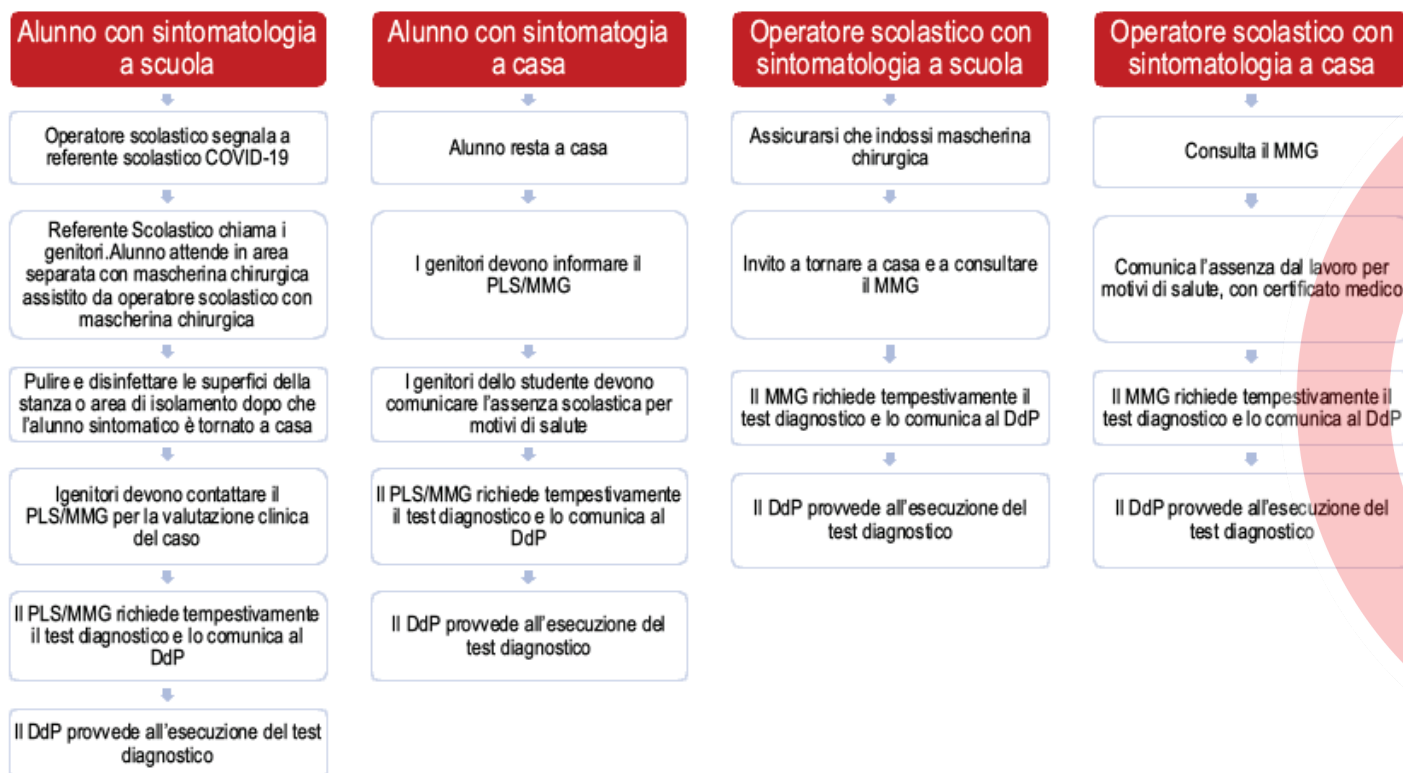 Alunno con sintomatologia
a scuola
Operatore scolastico segnala a
referente scolastico COVID-19
Referente Scolastico chiama i
genitori.Alunno attende in area
separata con mascherina chirurgica
assistito da operatore scolastico con
mascherina chirurgica
Pulire e disinfettare le superfici della
stanza o area di isolamento dopo che
l'alunno sintomatico è tornato a casa
Igenitori devono contattare il
PLS/MMG per la valutazione clinica
del caso
Il PLS/MMG richiede tempestivamente
il test diagnostico e lo comunica al
DdP
Il DdP provvede all'esecuzione del test
diagnostico
Alunno con sintomatogia
a casa
Alunno resta a casa
I genitori devono informare il
PLS/MMG
I genitori dello studente devono
comunicare l'assenza scolastica per
motivi di salute
Il PLS/MMG richiede tempestivamente
il test diagnostico e lo comunica al
DdP
Il DdP provvede all'esecuzione del
test diagnostico
Operatore scolastico con
sintomatologia a scuola
Assicurarsi che indossi mascherina
chirurgica
Invito a tornare a casa e a consultare
il MMG
Il MMG richiede tempestivamente il
test diagnostico e lo comunica al DdP
Il DdP provvede all'esecuzione del
test diagnostico
Operatore scolastico con
sintomatologia a casa
Consulta il MMG
Comunica l'assenza dal lavoro per
motivi di salute, con certificato medico
Il MMG richiede tempestivamente il
test diagnostico e lo comunica al DdP
Il DdP provvede all'esecuzione del
test diagnostico